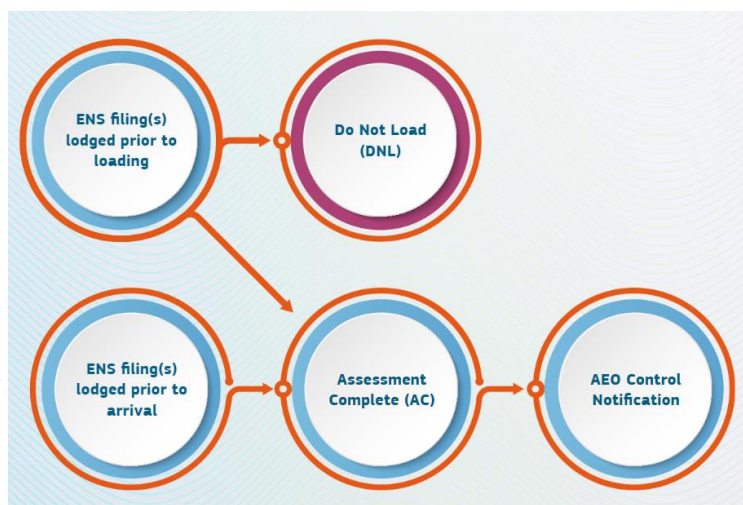 ENS filing(s)
lodged prior to
loading
Do Not Load
(DNL)
ENS filing(s)
lodged prior to
arrival
Assessment
Complete (AC)
AEO Control
Notification